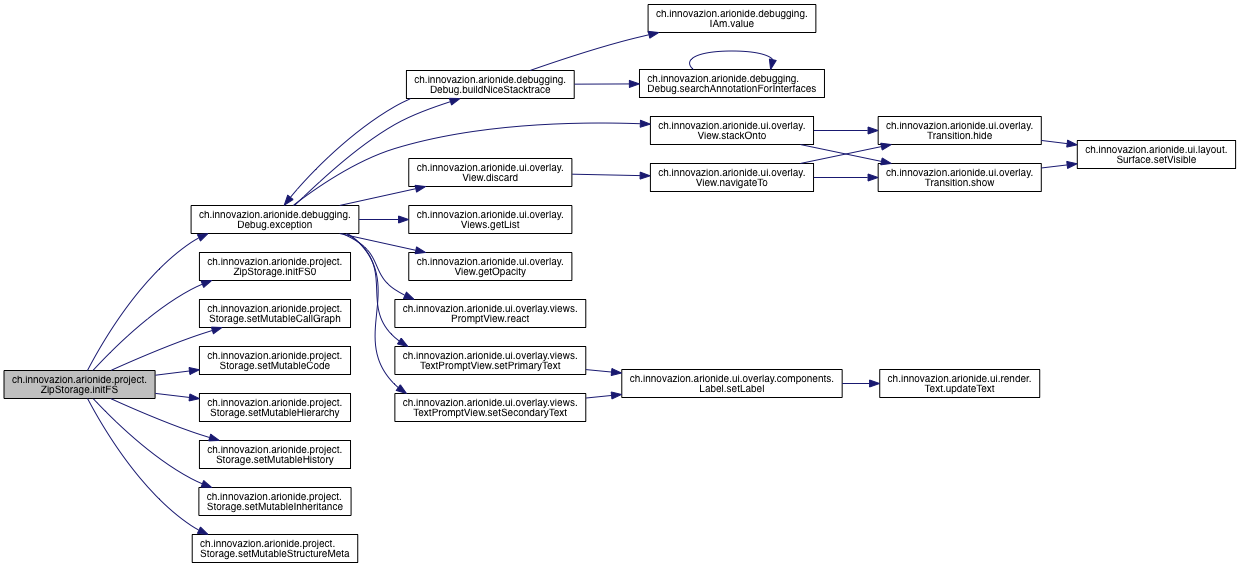 ch.innovazion.arionide.debugging.
IAm.value
ch.innovazion.arionide.debugging.
Debug.buildNiceStacktrace
ch.innovazion.arionide.debugging.
Debug.searchAnnotationForInterfaces
ch.innovazion.arionide.ui.overlay.
View.stackOnto
ch.innovazion.arionide.ui.overlay.
Transition.hide
ch.innovazion.arionide.ui.layout.
Surface.setVisible
ch.innovazion.arionide.ui.overlay.
View.discard
ch.innovazion.arionide.ui.overlay.
View.navigateTo
ch.innovazion.arionide.ui.overlay.
Transition.show
ch.innovazion.arionide.debugging.
Debug.exception
ch.innovazion.arionide.ui.overlay.
Views.getList
ch.innovazion.arionide.project.
ZipStorage.initFS0
ch.innovazion.arionide.ui.overlay.
View.getOpacity
ch.innovazion.arionide.project.
Storage.setMutableCallGraph
ch.innovazion.arionide.ui.overlay.views.
PromptView.react
ch.innovazion.arionide.project.
Storage.setMutableCode
ch.innovazion.arionide.ui.overlay.views.
TextPromptView.setPrimaryText
ch.innovazion.arionide.project.
ZipStorage.initFS
ch.innovazion.arionide.ui.overlay.components.
Label.setLabel
ch.innovazion.arionide.ui.render.
Text.updateText
ch.innovazion.arionide.project.
Storage.setMutableHierarchy
ch.innovazion.arionide.ui.overlay.views.
TextPromptView.setSecondaryText
ch.innovazion.arionide.project.
Storage.setMutableHistory
ch.innovazion.arionide.project.
Storage.setMutableInheritance
ch.innovazion.arionide.project.
Storage.setMutableStructureMeta